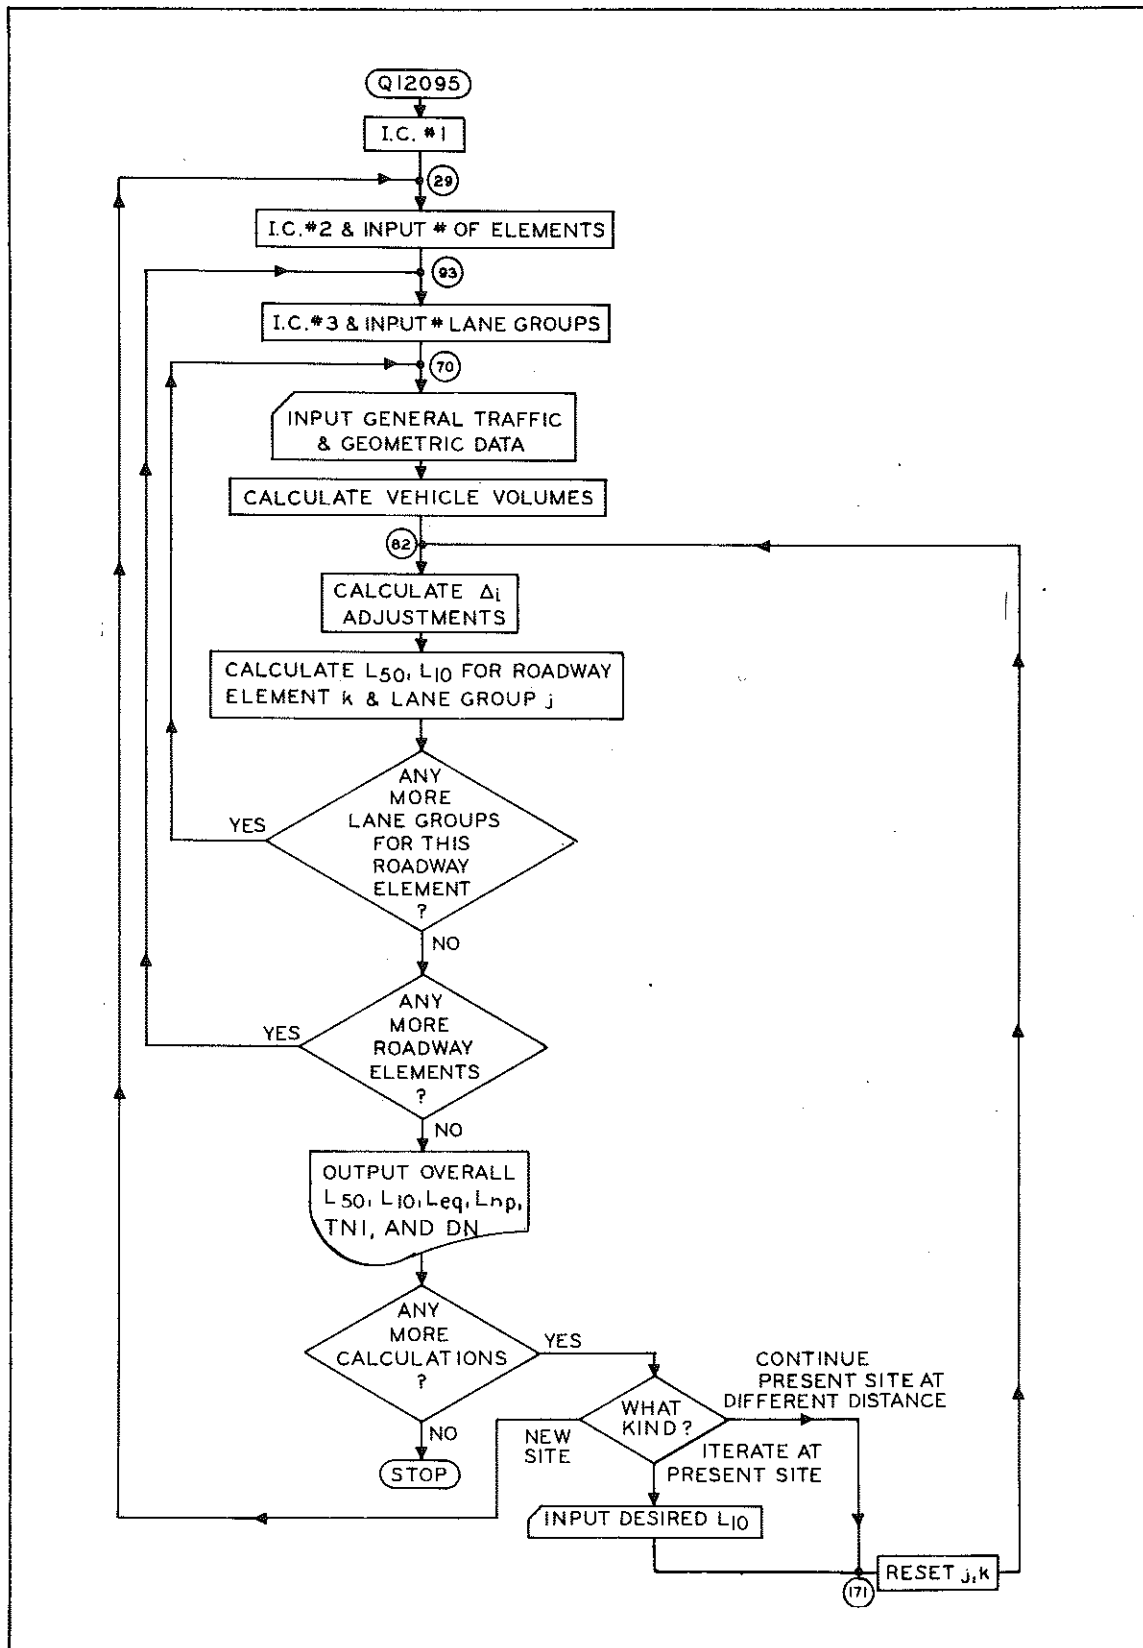 Q12095
I.C. #1
29
I.C.#2 & INPUT # OF ELEMENTS
93
I.C.#3 & INPUT # LANE GROUPS
70
INPUT GENERAL TRAFFIC
& GEOMETRIC DATA
CALCULATE VEHICLE VOLUMES
82
CALCULATE Δi
ADJUSTMENTS
CALCULATE L50, L10 FOR ROADWAY
ELEMENT k & LANE GROUP j
ANY
MORE
LANE GROUPS
FOR THIS
ROADWAY
ELEMENT
?
YES
NO
ANY
MORE
ROADWAY
ELEMENTS
?
YES
NO
OUTPUT OVERALL
L50, L10, Leq, Lnp,
TNI, AND DN
ANY
MORE
CALCULATIONS
?
YES
NO
STOP
WHAT
KIND?
NEW
SITE
CONTINUE
PRESENT SITE AT
DIFFERENT DISTANCE
ITERATE AT
PRESENT SITE
INPUT DESIRED L10
171
RESET j,k